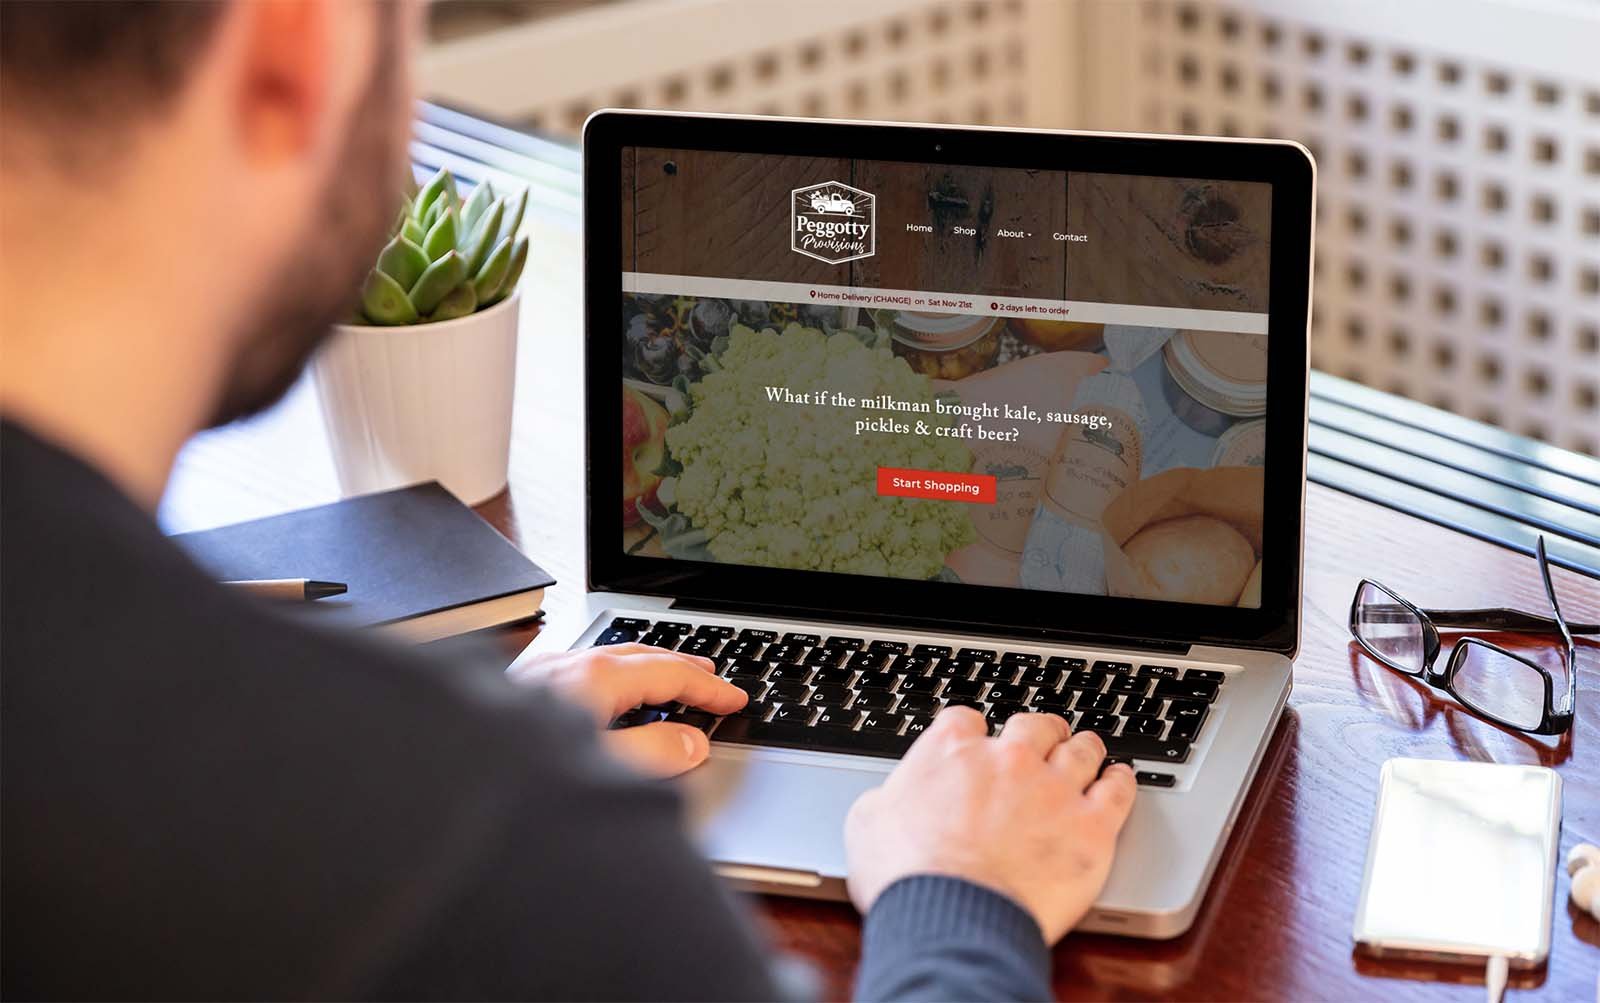 Peggotty
Provisions
Home Shop About Contact
Home Delivery (CHANGE) on Sat Nov 21st 2 days left to order
What if the milkman brought kale, sausage,
pickles & craft beer?
Start Shopping